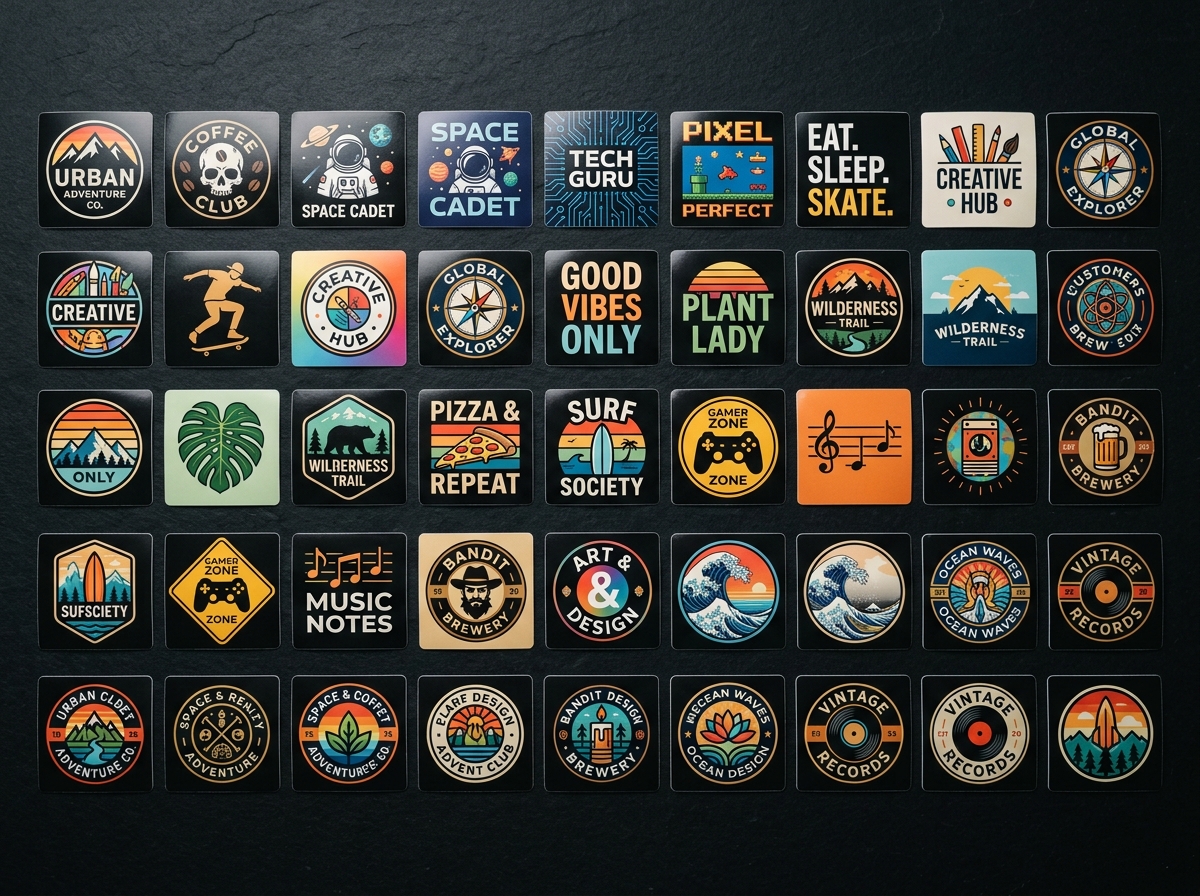 URBAN
ADVENTURE
CO.
COFFEE
CLUB
SPACE CADET
SPACE
CADET
TECH
GURU
PIXEL
PERFECT
EAT.
SLEEP.
SKATE.
CREATIVE
HUB
GLOBAL
EXPLORER
CREATIVE
CREATIVE
HUB
GLOBAL
EXPLORER
GOOD
VIBES
ONLY
PLANT
LADY
WILDERNESS
TRAIL
WILDERNESS
TRAIL
CUSTOMERS
BREW
ONLY
WILDERNESS
TRAIL
PIZZA &
REPEAT
SURF
SOCIETY
GAMER
ZONE
ZONE
BANDIT
BREWERY
SUFSCIETY
GAMER
ZONE
ZONE
MUSIC
NOTES
BANDIT
BREWERY
ART &
&
DESIGN
OCEAN WAVES
OCEAN WAVES
VINTAGE
RECORDS
URBAN
ADVENTURE CO.
SPACE &
ADVENTURE
SPACE & COFFET
DESIGN
ADVENT CLUB
BANDIT DESIGN
BREWERY
WAVES
OCEAN DESIGN
VINTAGE
RECORDS
VINTAGE
RECORDS